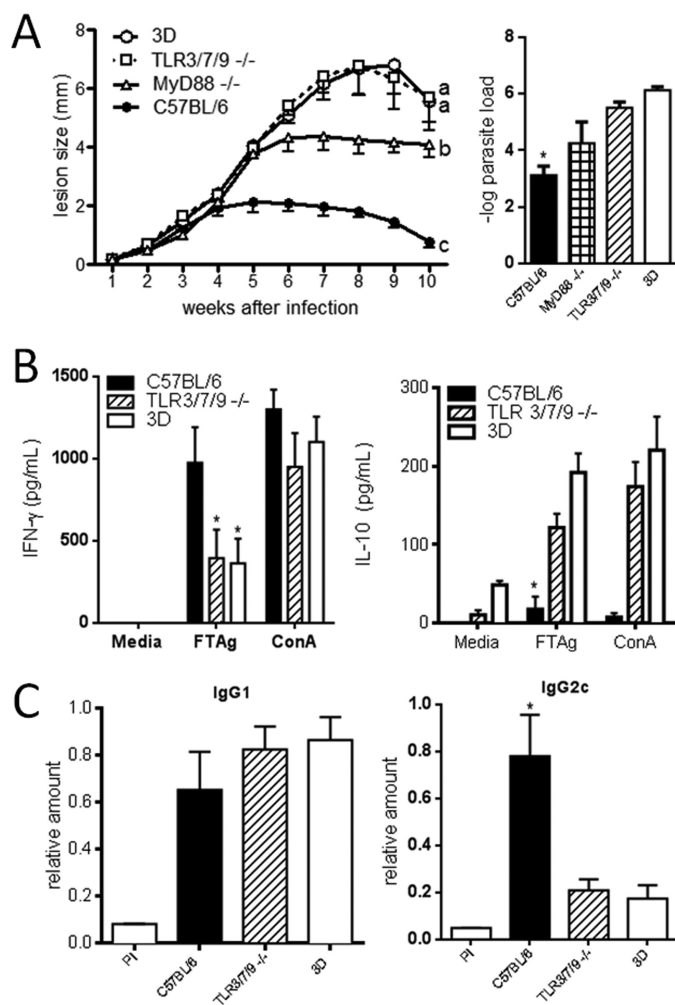 A
3D
TLR3/7/9 -/-
MyD88 -/-
C57BL/6
lesion size (mm)
8
6
4
2
0
a
a
b
c
1 2 3 4 5 6 7 8 9 10
weeks after infection
-log parasite load
8
6
4
2
0
*
C57BL/6
MyD88 -/-
TLR3/7/9 -/-
3D
B
C57BL/6
TLR3/7/9 -/-
3D
IFN-γ (pg/mL)
1500
1000
500
0
* *
Media FTAg ConA
C57BL/6
TLR 3/7/9 -/-
3D
IL-10 (pg/mL)
300
200
100
0
*
Media FTAg ConA
C
IgG1
relative amount
1.0
0.8
0.6
0.4
0.2
0.0
PI
C57BL/6
TLR3/7/9 -/-
3D
IgG2c
relative amount
1.0
0.8
0.6
0.4
0.2
0.0
*
PI
C57BL/6
TLR3/7/9 -/-
3D